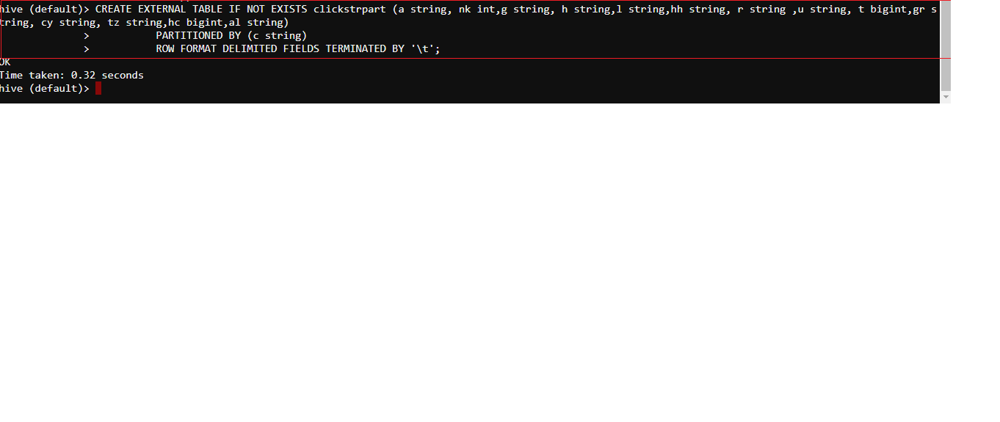 hive (default)> CREATE EXTERNAL TABLE IF NOT EXISTS clickstrpart (a string, nk int,g string, h string,l string,hh string, r string ,u string, t bigint,gr s
tring, cy string, tz string,hc bigint,al string)
> PARTITIONED BY (c string)
> ROW FORMAT DELIMITED FIELDS TERMINATED BY '\t';
OK
Time taken: 0.32 seconds
hive (default)>